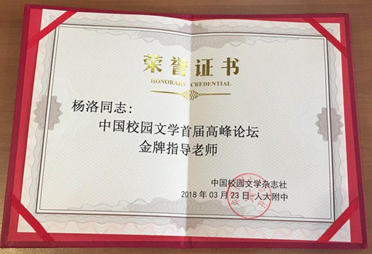 荣誉证书
HONORARY CREDENTIAL
杨洛同志：
中国校园文学首届高峰论坛
金牌指导老师
中国校园文学杂志社
2018 年 03 月 23 日·人大附中